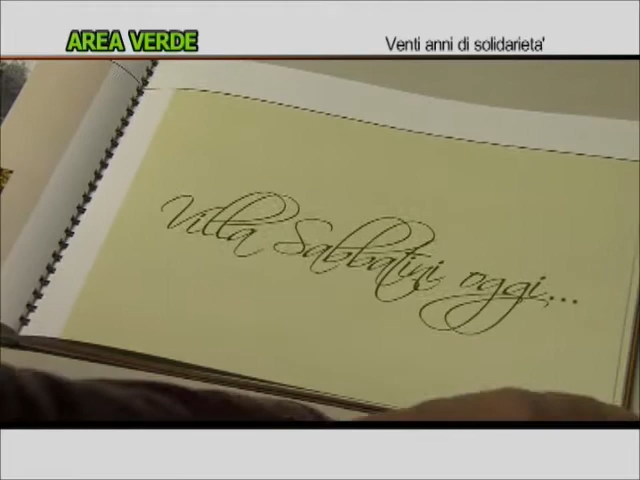 AREA VERDE
Venti anni di solidarieta'
Villa Sabbatini oggi...